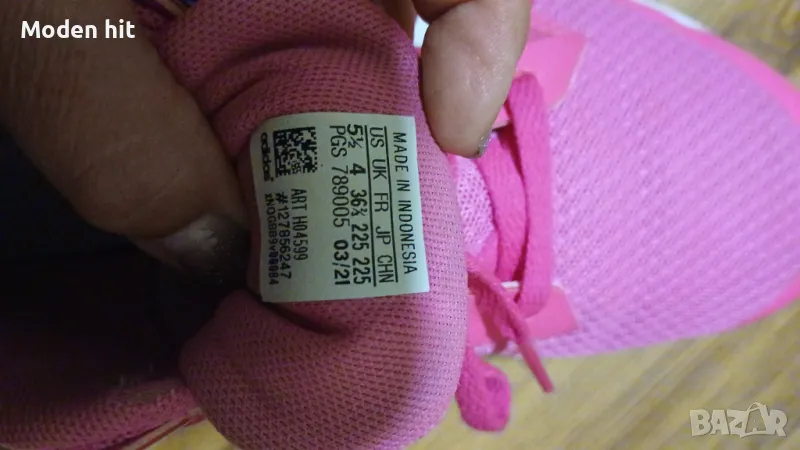 Moden hit
MADE IN INDONESIA
US UK FR JP CHN
5½ 4 36⅔ 225 225
PGS 789005 03/21
ART H04599
#127856247
adidas
BAZAR